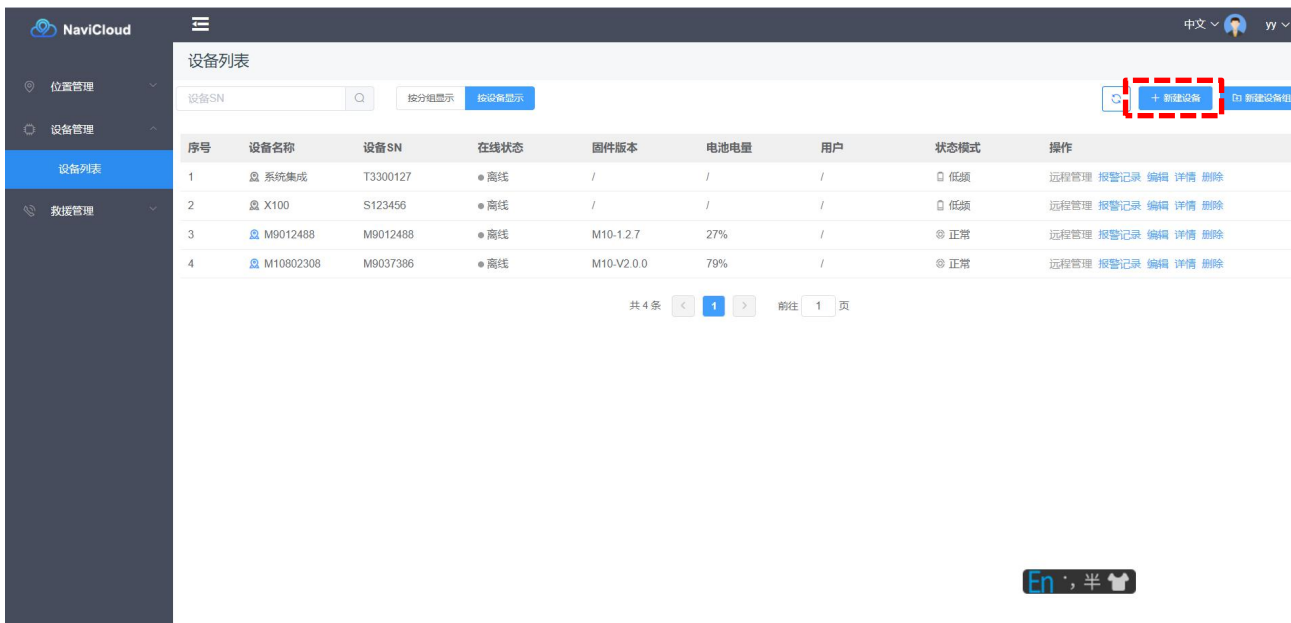 NaviCloud
中文 yy
设备列表
位置管理
设备管理
设备列表
救援管理
设备SN 按分组显示 按设备显示 + 新建设备 新建设备组
序号 设备名称 设备SN 在线状态 固件版本 电池电量 用户 状态模式 操作
1 系统集成 T3300127 离线 / / / 低频 远程管理 报警记录 编辑 详情 删除
2 X100 S123456 离线 / / / 低频 远程管理 报警记录 编辑 详情 删除
3 M9012488 M9012488 离线 M10-1.2.7 27% / 正常 远程管理 报警记录 编辑 详情 删除
4 M10802308 M9037386 离线 M10-V2.0.0 79% / 正常 远程管理 报警记录 编辑 详情 删除
共 4 条 < 1 > 前往 1 页
En ·, 半